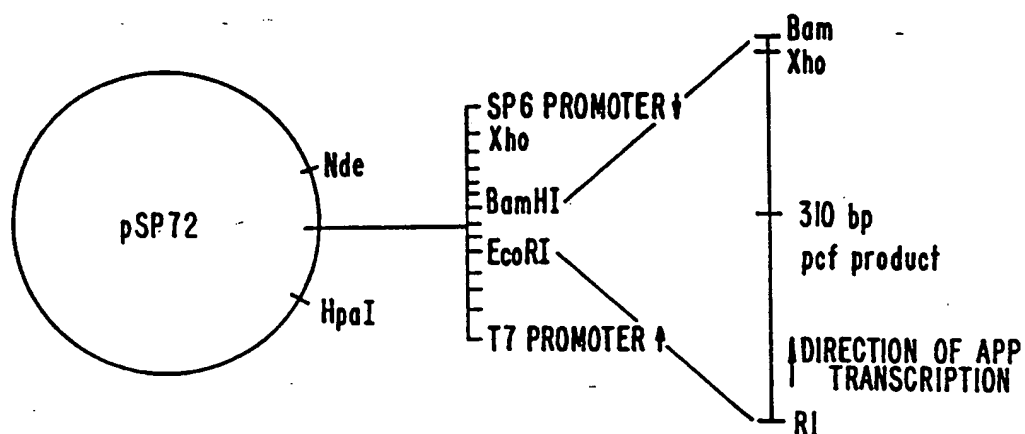 pSP72
Nde
HpaI
SP6 PROMOTER ↓
Xho
BamHI
EcoRI
T7 PROMOTER ↑
Bam
Xho
310 bp
pcf product
↑ DIRECTION OF APP
TRANSCRIPTION
RI